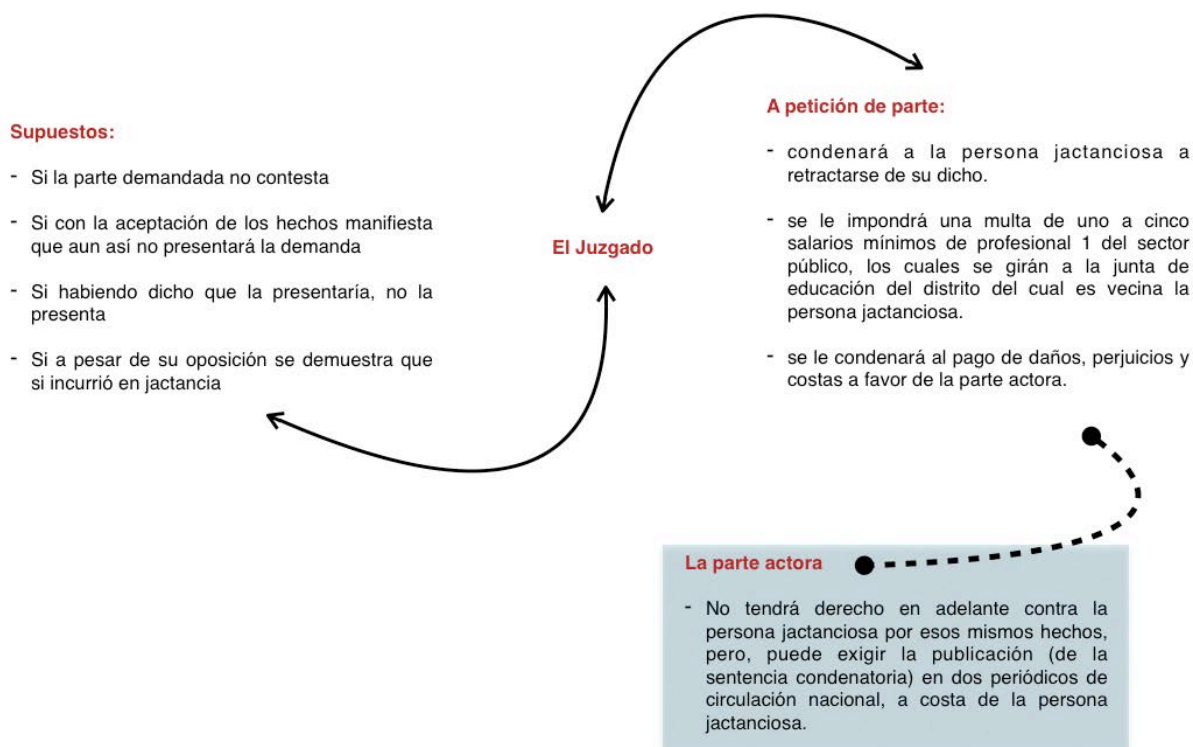 Supuestos:
- Si la parte demandada no contesta
- Si con la aceptación de los hechos manifiesta
que aun así no presentará la demanda
- Si habiendo dicho que la presentaría, no la
presenta
- Si a pesar de su oposición se demuestra que
si incurrió en jactancia
El Juzgado
A petición de parte:
- condenará a la persona jactanciosa a
retractarse de su dicho.
- se le impondrá una multa de uno a cinco
salarios mínimos de profesional 1 del sector
público, los cuales se girán a la junta de
educación del distrito del cual es vecina la
persona jactanciosa.
- se le condenará al pago de daños, perjuicios y
costas a favor de la parte actora.
La parte actora
- No tendrá derecho en adelante contra la
persona jactanciosa por esos mismos hechos,
pero, puede exigir la publicación (de la
sentencia condenatoria) en dos periódicos de
circulación nacional, a costa de la persona
jactanciosa.